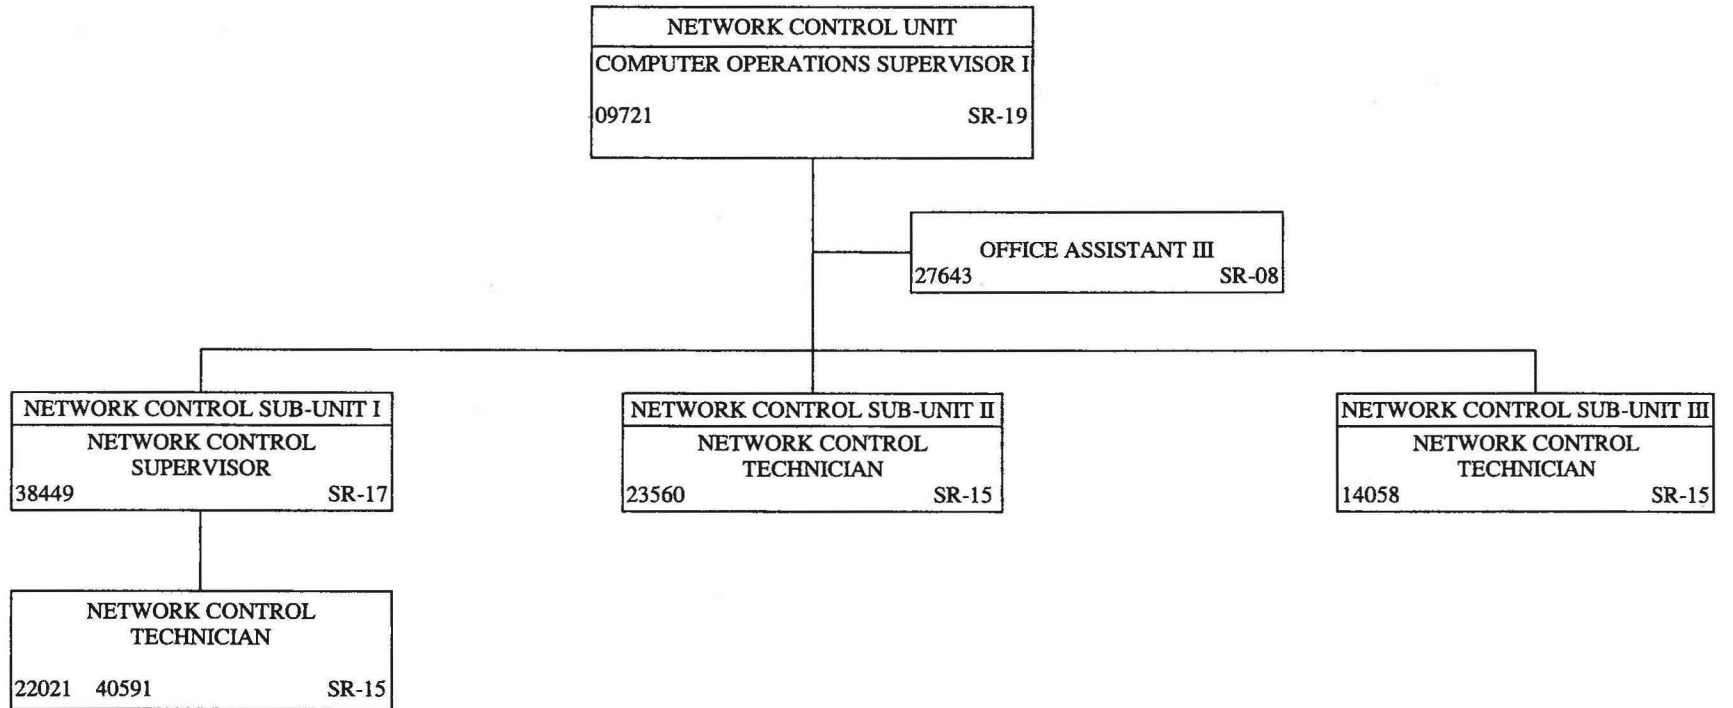 NETWORK CONTROL UNIT
COMPUTER OPERATIONS SUPERVISOR I
09721 SR-19
OFFICE ASSISTANT III
27643 SR-08
NETWORK CONTROL SUB-UNIT I
NETWORK CONTROL
SUPERVISOR
38449 SR-17
NETWORK CONTROL SUB-UNIT II
NETWORK CONTROL
TECHNICIAN
23560 SR-15
NETWORK CONTROL SUB-UNIT III
NETWORK CONTROL
TECHNICIAN
14058 SR-15
NETWORK CONTROL
TECHNICIAN
22021 40591 SR-15